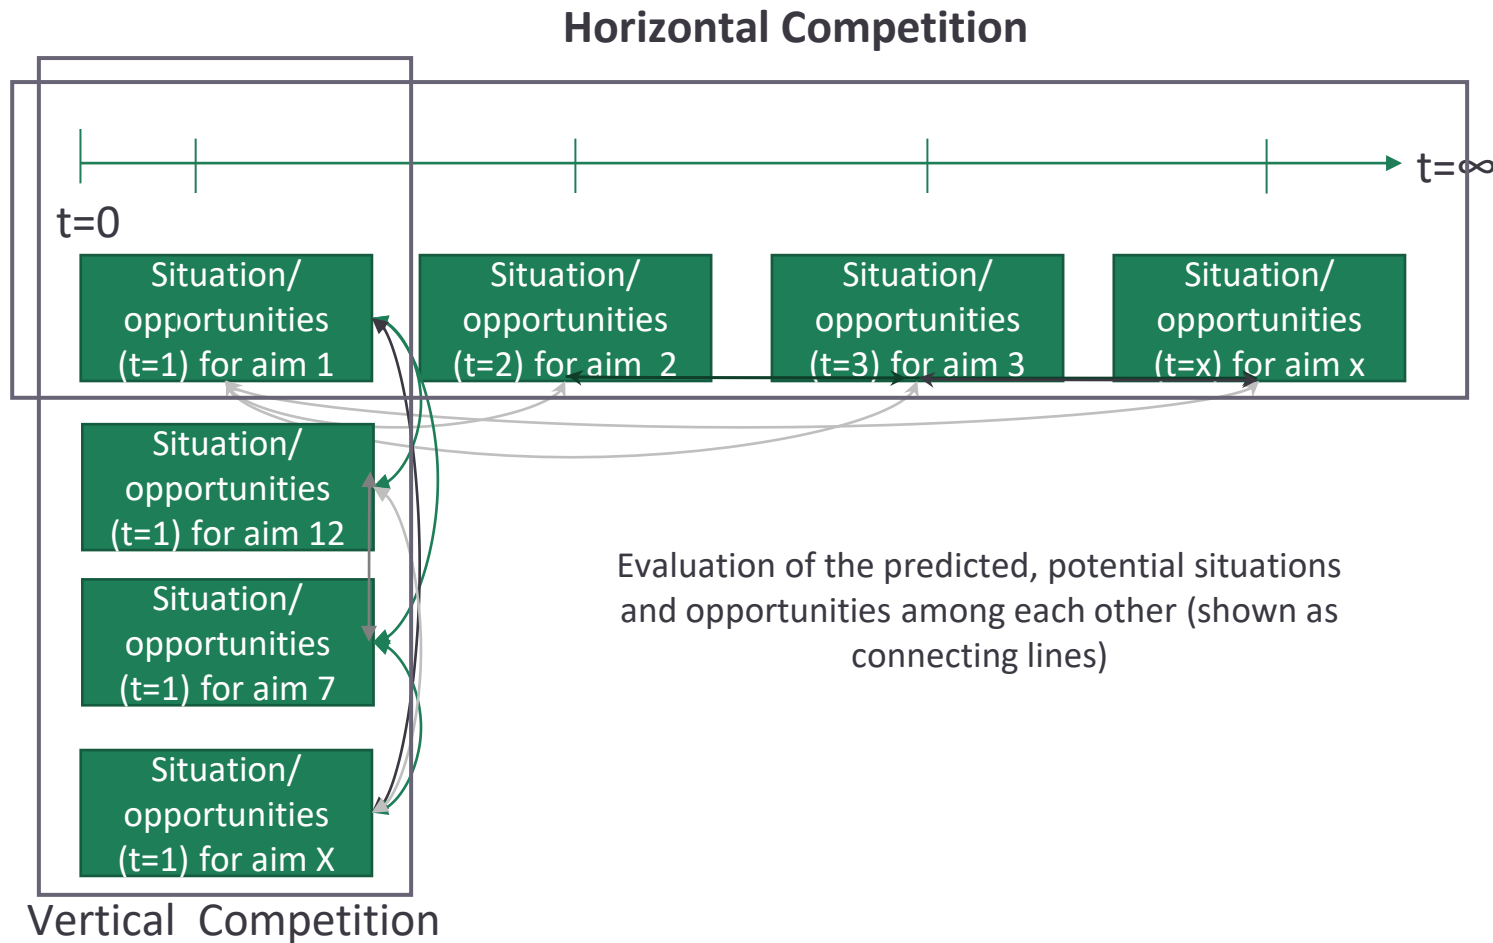 Horizontal Competition
t=∞
t=0
Situation/
opportunities
(t=1) for aim 1
Situation/
opportunities
(t=2) for aim  2
Situation/
opportunities
(t=3) for aim 3
Situation/
opportunities
(t=x) for aim x
Situation/
opportunities
(t=1) for aim 12
Situation/
opportunities
(t=1) for aim 7
Situation/
opportunities
(t=1) for aim X
Evaluation of the predicted, potential situations
and opportunities among each other (shown as
connecting lines)
Vertical  Competition